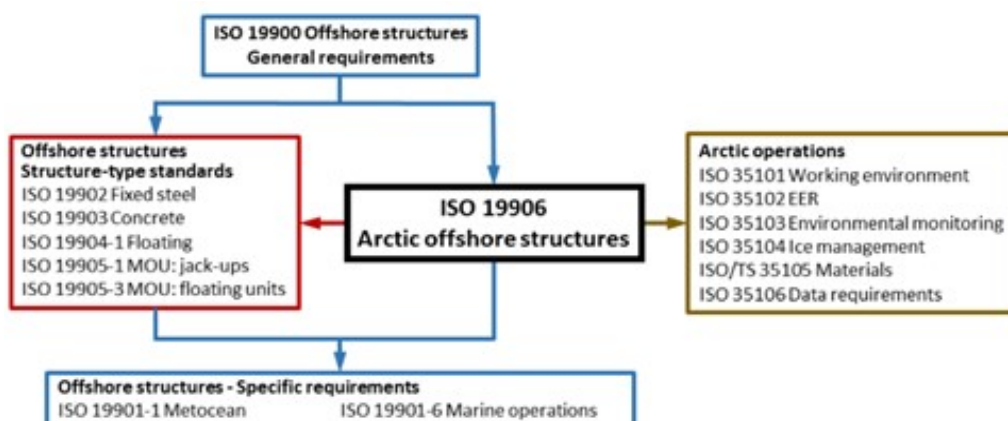 ISO 19900 Offshore structures
General requirements
Offshore structures
Structure-type standards
ISO 19902 Fixed steel
ISO 19903 Concrete
ISO 19904-1 Floating
ISO 19905-1 MOU: jack-ups
ISO 19905-3 MOU: floating units
ISO 19906
Arctic offshore structures
Arctic operations
ISO 35101 Working environment
ISO 35102 EER
ISO 35103 Environmental monitoring
ISO 35104 Ice management
ISO/TS 35105 Materials
ISO 35106 Data requirements
Offshore structures - Specific requirements
ISO 19901-1 Metocean
ISO 19901-6 Marine operations